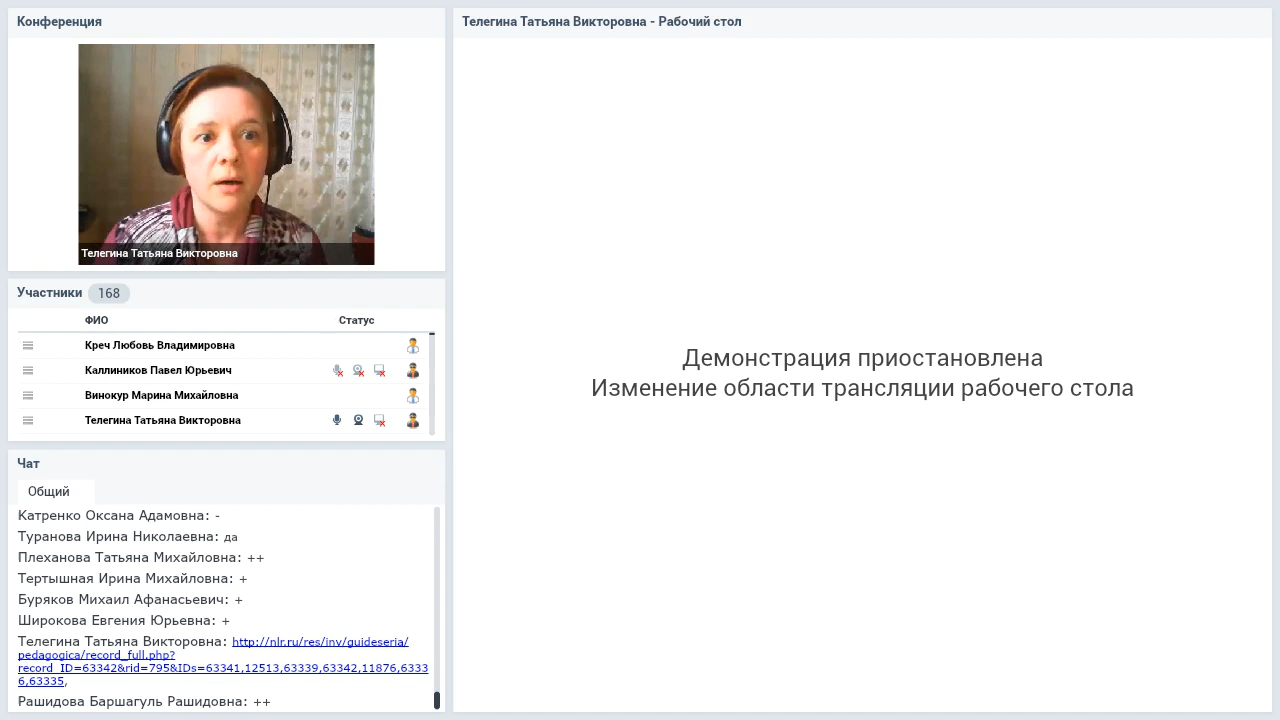 Конференция
Телегина Татьяна Викторовна
Участники 168
ФИО Статус
Креч Любовь Владимировна
Каллиников Павел Юрьевич
Винокур Марина Михайловна
Телегина Татьяна Викторовна
Чат
Общий
Катренко Оксана Адамовна: -
Туранова Ирина Николаевна: да
Плеханова Татьяна Михайловна: ++
Тертышная Ирина Михайловна: +
Буряков Михаил Афанасьевич: +
Широкова Евгения Юрьевна: +
Телегина Татьяна Викторовна: http://nlr.ru/res/inv/guideseria/
pedagogica/record_full.php?
record_ID=63342&rid=795&IDs=63341,12513,63339,63342,11876,6333
6,63335,
Рашидова Баршагуль Рашидовна: ++
Телегина Татьяна Викторовна - Рабочий стол
Демонстрация приостановлена
Изменение области трансляции рабочего стола